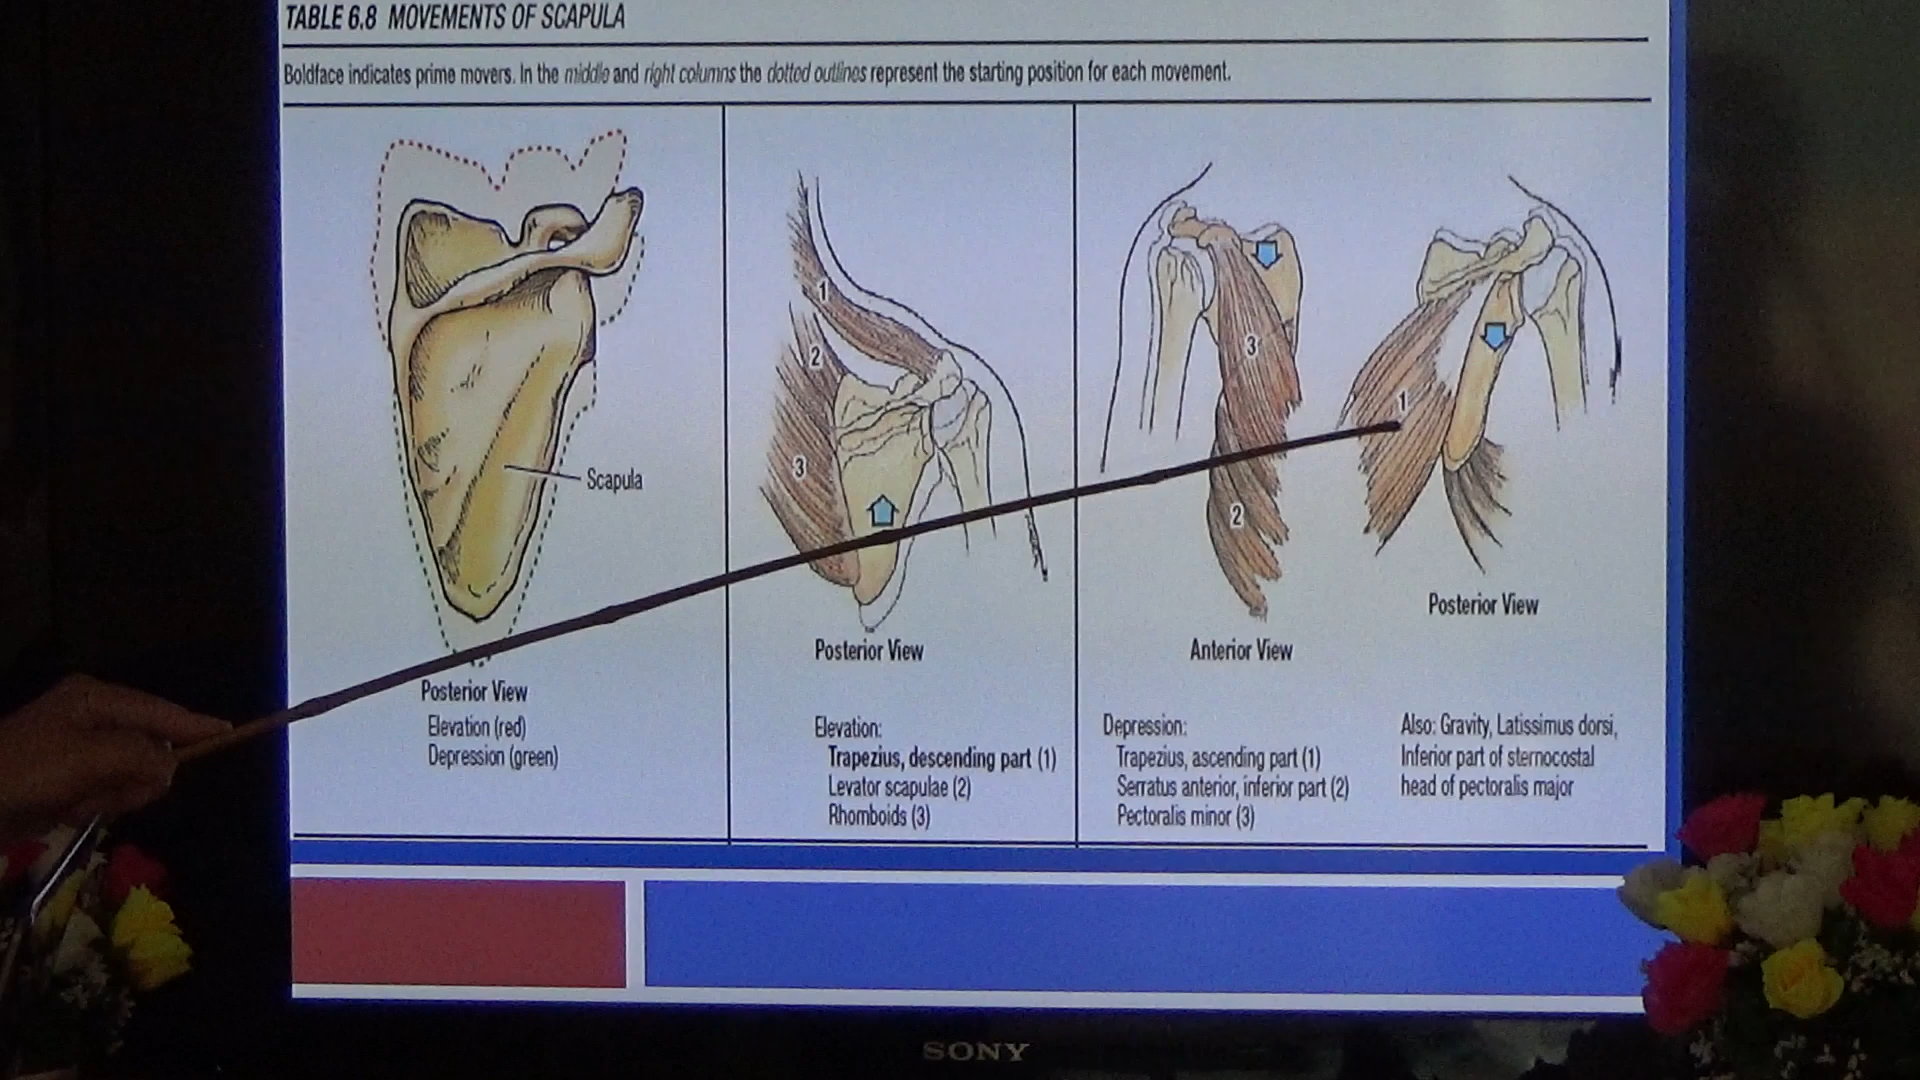 TABLE 6.8 MOVEMENTS OF SCAPULA
Boldface indicates prime movers. In the middle and right columns the dotted outlines represent the starting position for each movement.
Scapula
Posterior View
Elevation (red)
Depression (green)
1
2
3
Posterior View
Elevation:
Trapezius, descending part (1)
Levator scapulae (2)
Rhomboids (3)
3
2
Anterior View
1
Posterior View
Depression:
Trapezius, ascending part (1)
Serratus anterior, inferior part (2)
Pectoralis minor (3)
Also: Gravity, Latissimus dorsi,
Inferior part of sternocostal
head of pectoralis major
SONY